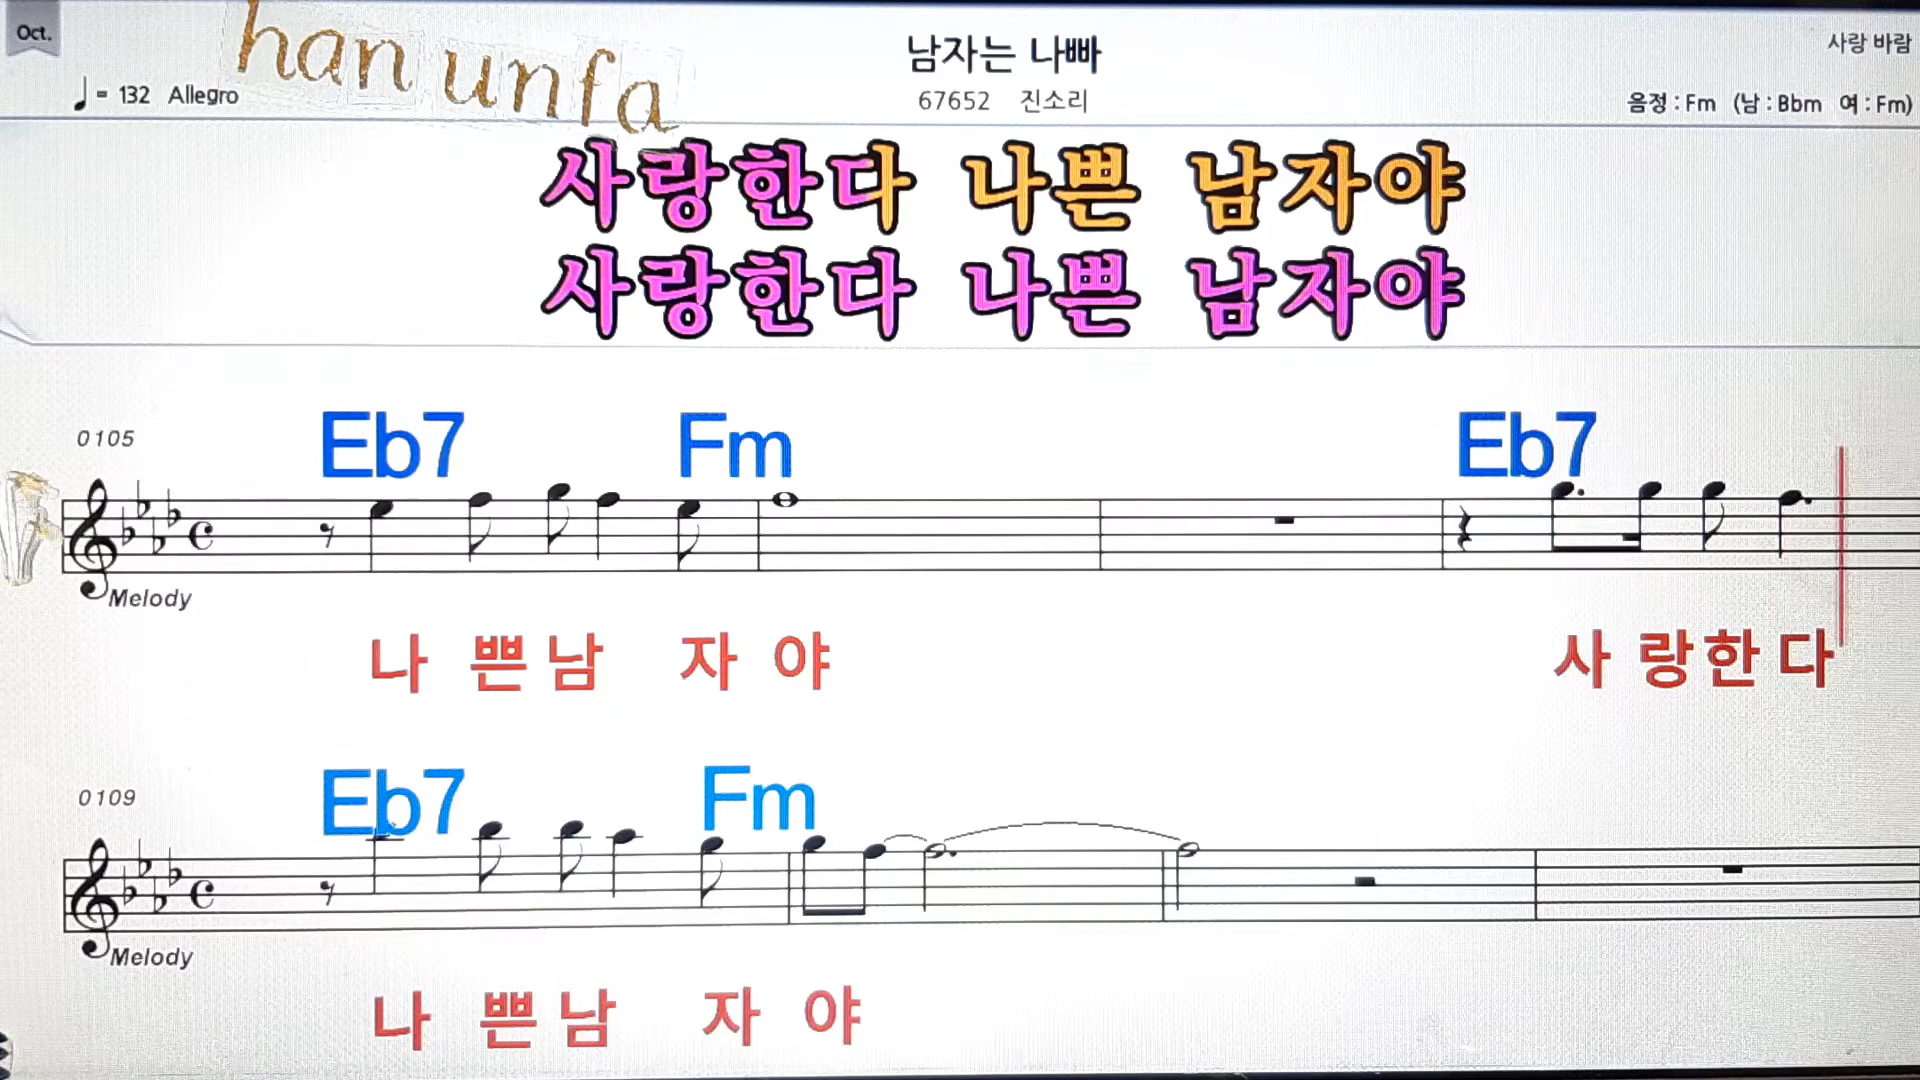 Oct.
han unfa
남자는 나빠
사랑 바람
♩= 132 Allegro
67652 진소리
음정 : Fm (남 : Bbm 여 : Fm)
사랑한다 나쁜 남자야
사랑한다 나쁜 남자야
0105
Eb7 Fm Eb7
Melody
나 쁜 남 자 야 사 랑 한 다
0109
Eb7 Fm
Melody
나 쁜 남 자 야